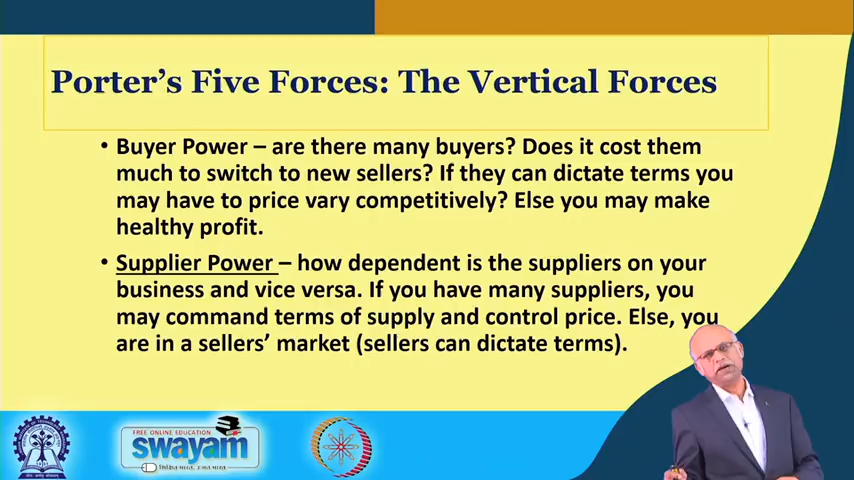 Porter's Five Forces: The Vertical Forces
• Buyer Power – are there many buyers? Does it cost them
much to switch to new sellers? If they can dictate terms you
may have to price vary competitively? Else you may make
healthy profit.
• Supplier Power – how dependent is the suppliers on your
business and vice versa. If you have many suppliers, you
may command terms of supply and control price. Else, you
are in a sellers' market (sellers can dictate terms).
FREE ONLINE EDUCATION
swayam